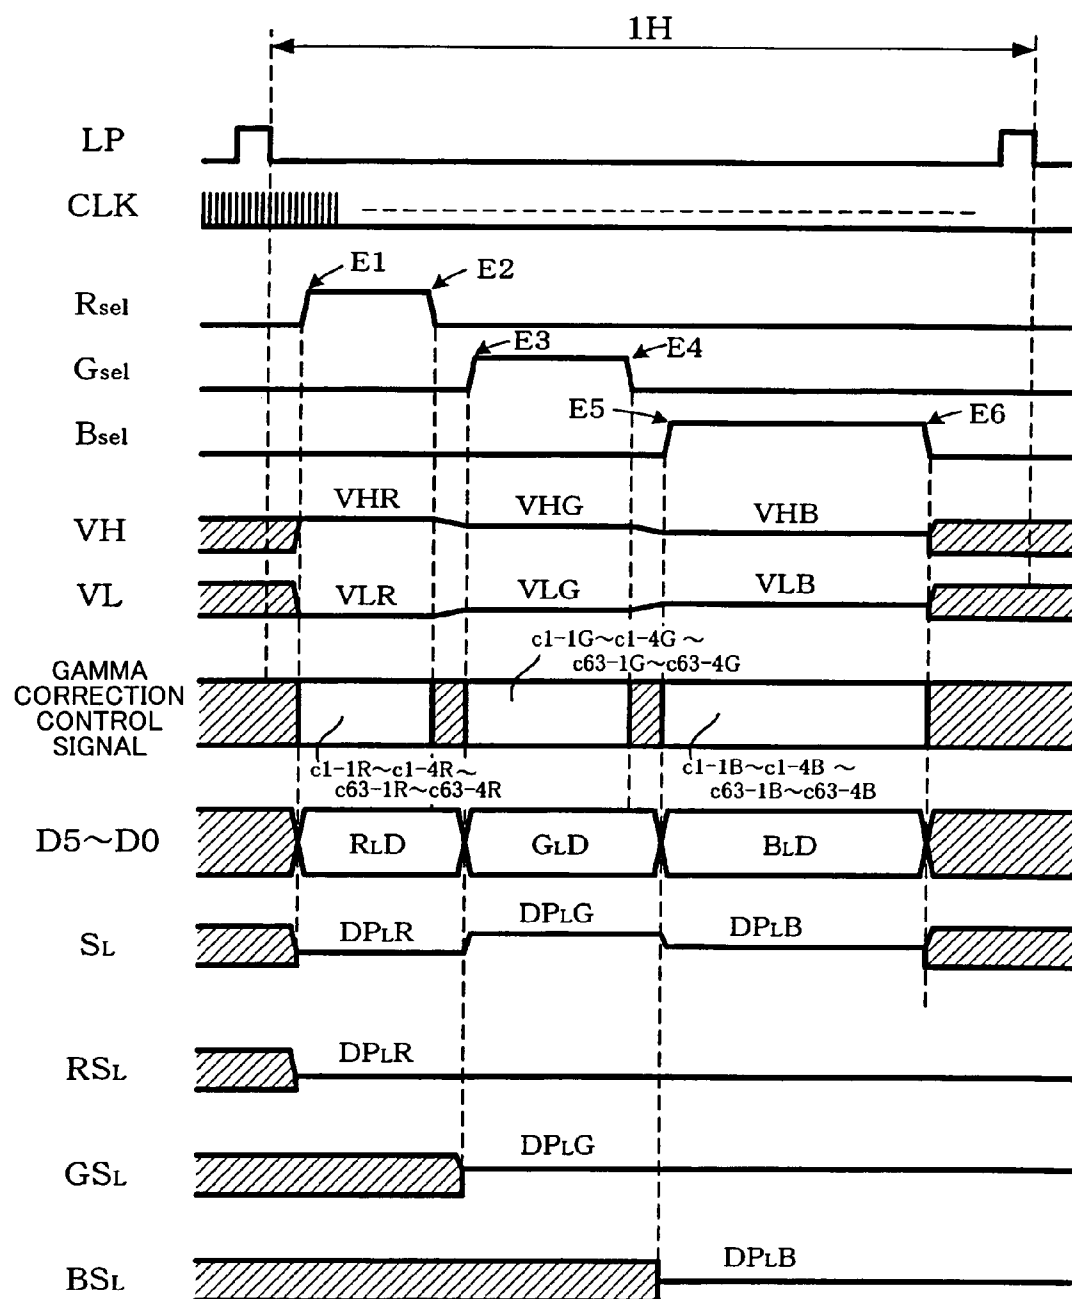 1H
LP
CLK
E1
E2
Rsel
E3
E4
Gsel
E5
E6
Bsel
VHR
VHG
VHB
VH
VLR
VLG
VLB
VL
c1-1G～c1-4G～
c63-1G～c63-4G
GAMMA
CORRECTION
CONTROL
SIGNAL
c1-1R～c1-4R～
c63-1R～c63-4R
c1-1B～c1-4B～
c63-1B～c63-4B
D5～D0
RLD
GLD
BLD
SL
DPLR
DPLG
DPLB
RSL
DPLR
GSL
DPLG
BSL
DPLB